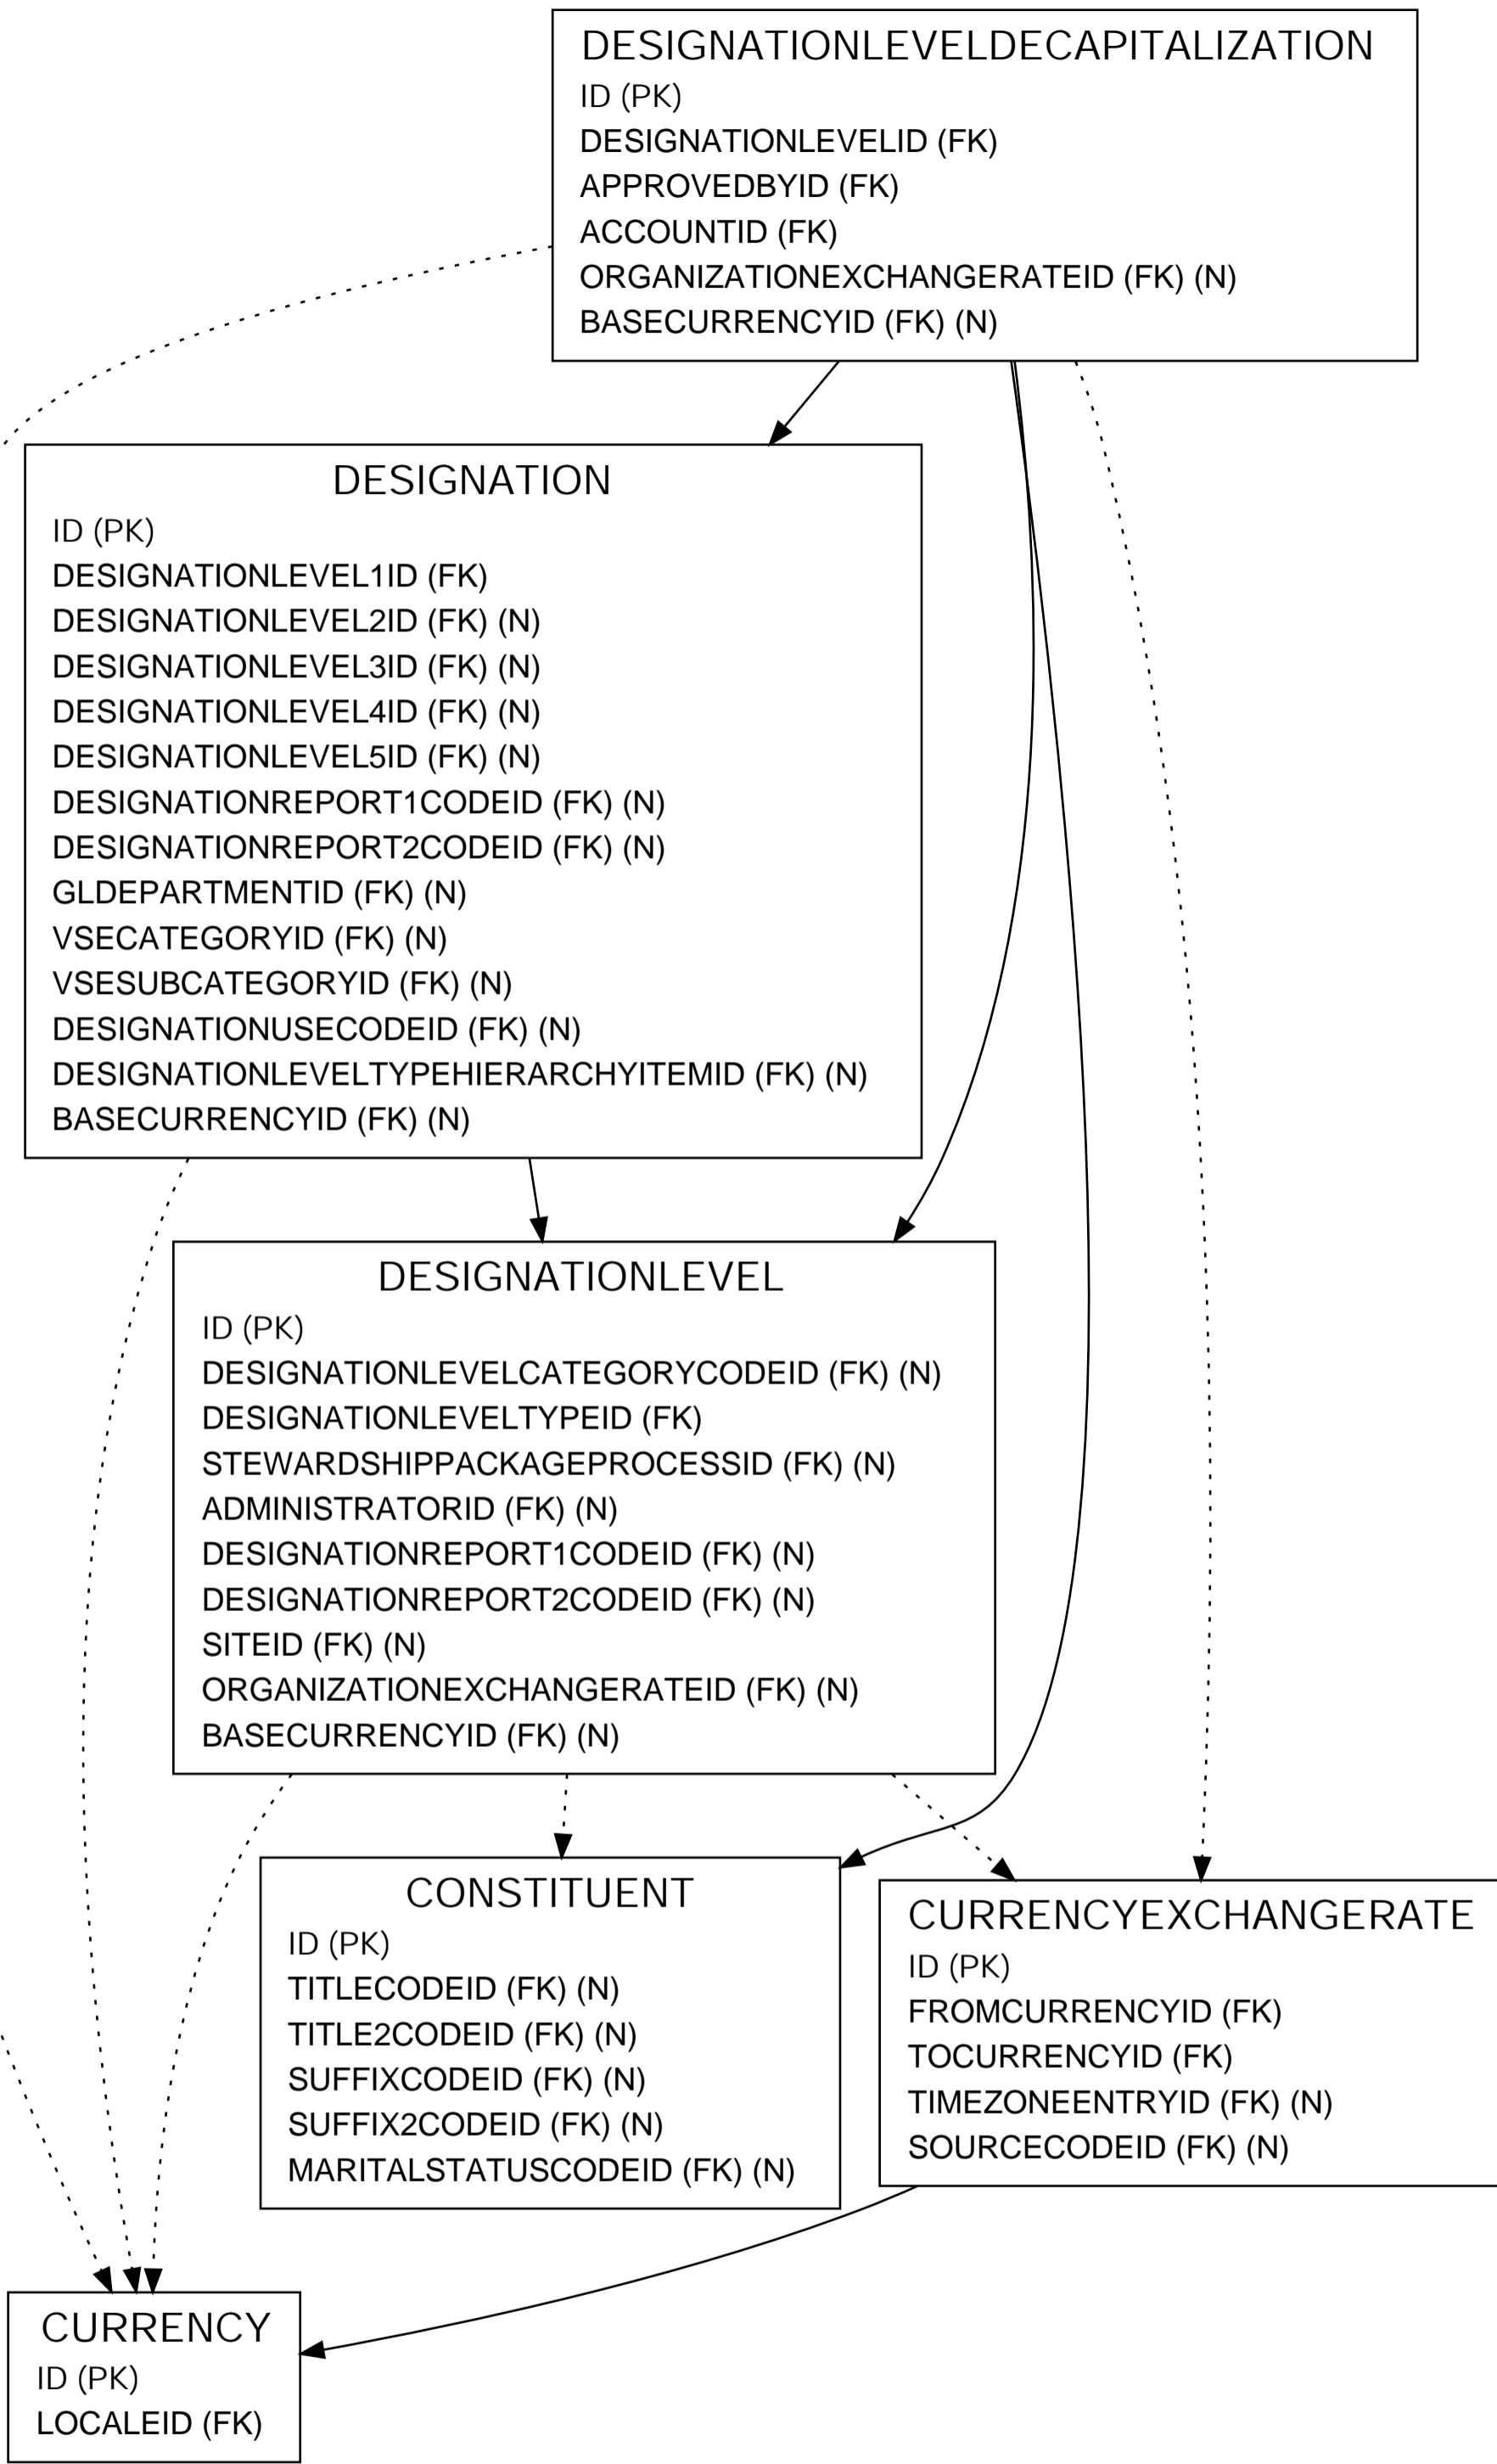 DESIGNATIONLEVELDECAPITALIZATION
ID (PK)
DESIGNATIONLEVELID (FK)
APPROVEDBYID (FK)
ACCOUNTID (FK)
ORGANIZATIONEXCHANGERATEID (FK) (N)
BASECURRENCYID (FK) (N)
DESIGNATION
ID (PK)
DESIGNATIONLEVEL1ID (FK)
DESIGNATIONLEVEL2ID (FK) (N)
DESIGNATIONLEVEL3ID (FK) (N)
DESIGNATIONLEVEL4ID (FK) (N)
DESIGNATIONLEVEL5ID (FK) (N)
DESIGNATIONREPORT1CODEID (FK) (N)
DESIGNATIONREPORT2CODEID (FK) (N)
GLDEPARTMENTID (FK) (N)
VSECATEGORYID (FK) (N)
VSESUBCATEGORYID (FK) (N)
DESIGNATIONUSECODEID (FK) (N)
DESIGNATIONLEVELTYPEHIERARCHYITEMID (FK) (N)
BASECURRENCYID (FK) (N)
DESIGNATIONLEVEL
ID (PK)
DESIGNATIONLEVELCATEGORYCODEID (FK) (N)
DESIGNATIONLEVELTYPEID (FK)
STEWARDSHIPPACKAGEPROCESSID (FK) (N)
ADMINISTRATORID (FK) (N)
DESIGNATIONREPORT1CODEID (FK) (N)
DESIGNATIONREPORT2CODEID (FK) (N)
SITEID (FK) (N)
ORGANIZATIONEXCHANGERATEID (FK) (N)
BASECURRENCYID (FK) (N)
CONSTITUENT
ID (PK)
TITLECODEID (FK) (N)
TITLE2CODEID (FK) (N)
SUFFIXCODEID (FK) (N)
SUFFIX2CODEID (FK) (N)
MARITALSTATUSCODEID (FK) (N)
CURRENCYEXCHANGERATE
ID (PK)
FROMCURRENCYID (FK)
TOCURRENCYID (FK)
TIMEZONEENTRYID (FK) (N)
SOURCECODEID (FK) (N)
CURRENCY
ID (PK)
LOCALEID (FK)